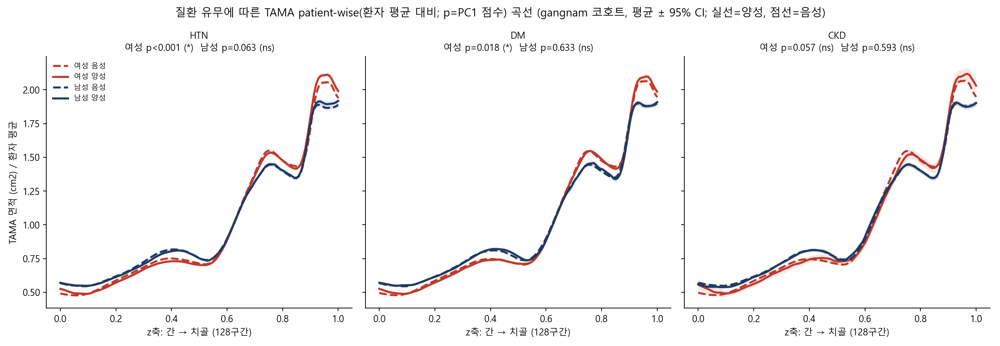 질환 유무에 따른 TAMA patient-wise(환자 평균 대비; p=PC1 점수) 곡선 (gangnam 코호트, 평균 ± 95% CI; 실선=양성, 점선=음성)
HTN
여성 p<0.001 (*)  남성 p=0.063 (ns)
DM
여성 p=0.018 (*)  남성 p=0.633 (ns)
CKD
여성 p=0.057 (ns)  남성 p=0.593 (ns)
여성 음성
여성 양성
남성 음성
남성 양성
TAMA 면적 (cm2) / 환자 평균
2.00
1.75
1.50
1.25
1.00
0.75
0.50
0.0 0.2 0.4 0.6 0.8 1.0
z축: 간 → 치골 (128구간)
0.0 0.2 0.4 0.6 0.8 1.0
z축: 간 → 치골 (128구간)
0.0 0.2 0.4 0.6 0.8 1.0
z축: 간 → 치골 (128구간)